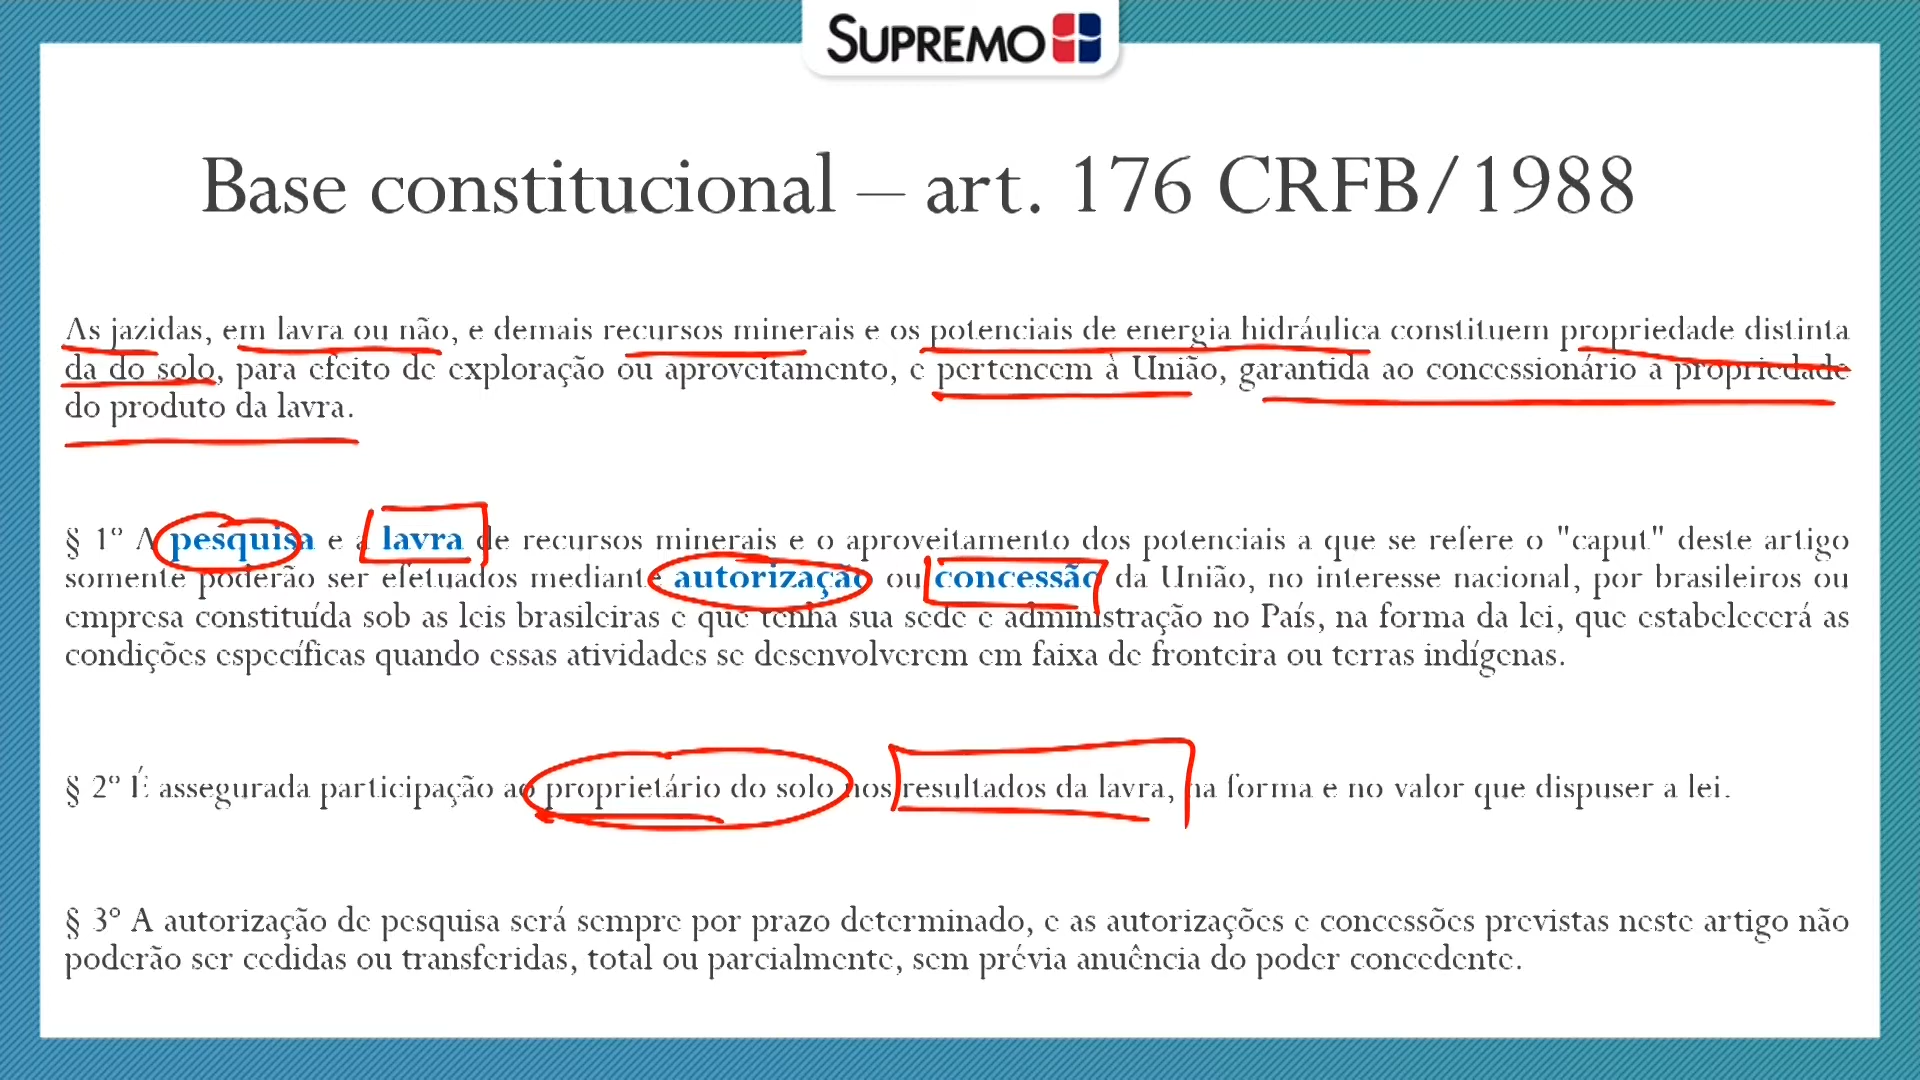 SUPREMO
Base constitucional – art. 176 CRFB/1988
As jazidas, em lavra ou não, e demais recursos minerais e os potenciais de energia hidráulica constituem propriedade distinta
da do solo, para efeito de exploração ou aproveitamento, e pertencem à União, garantida ao concessionário a propriedade
do produto da lavra.
§ 1º A pesquisa e a lavra de recursos minerais e o aproveitamento dos potenciais a que se refere o "caput" deste artigo
somente poderão ser efetuados mediante autorização ou concessão da União, no interesse nacional, por brasileiros ou
empresa constituída sob as leis brasileiras e que tenha sua sede e administração no País, na forma da lei, que estabelecerá as
condições específicas quando essas atividades se desenvolverem em faixa de fronteira ou terras indígenas.
§ 2º É assegurada participação ao proprietário do solo nos resultados da lavra, na forma e no valor que dispuser a lei.
§ 3º A autorização de pesquisa será sempre por prazo determinado, e as autorizações e concessões previstas neste artigo não
poderão ser cedidas ou transferidas, total ou parcialmente, sem prévia anuência do poder concedente.